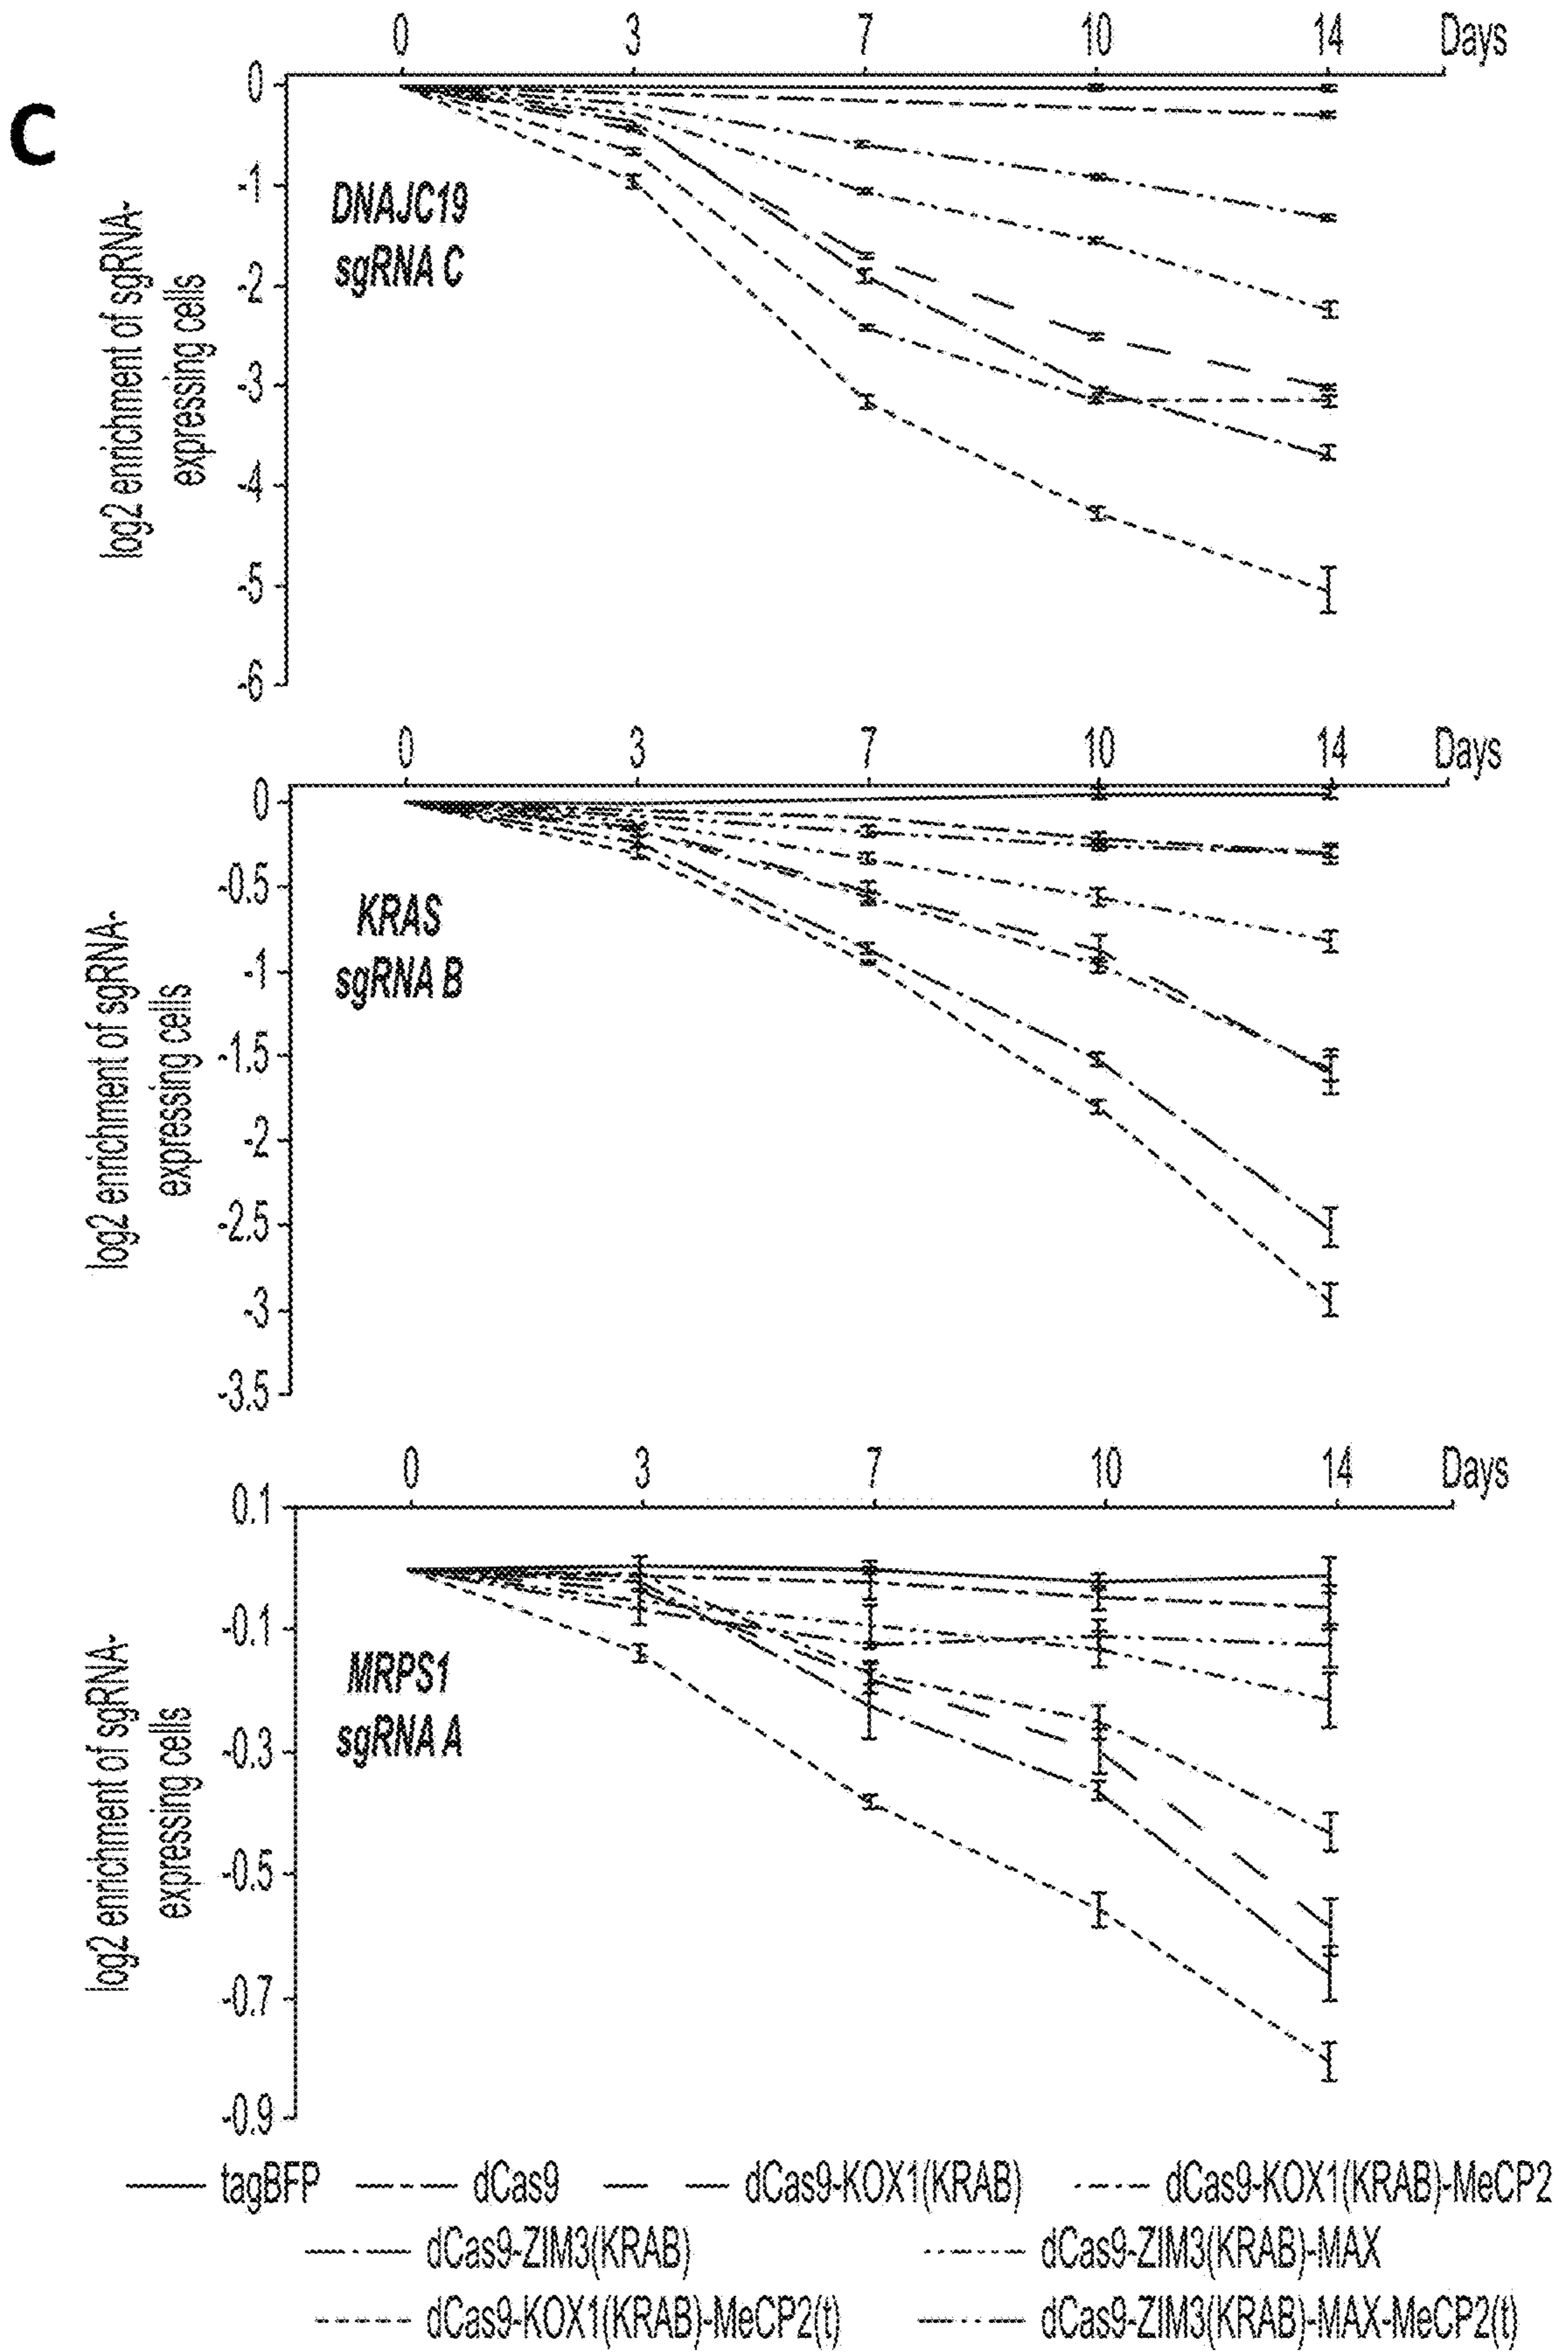 C
0 3 7 10 14 Days
0
-1
-2
-3
-4
-5
-6
log2 enrichment of sgRNA-
expressing cells
DNAJC19
sgRNA C
0 3 7 10 14 Days
0
-0.5
-1
-1.5
-2
-2.5
-3
-3.5
log2 enrichment of sgRNA-
expressing cells
KRAS
sgRNA B
0 3 7 10 14 Days
0.1
-0.1
-0.3
-0.5
-0.7
-0.9
log2 enrichment of sgRNA-
expressing cells
MRPS1
sgRNA A
tagBFP dCas9 dCas9-KOX1(KRAB) dCas9-KOX1(KRAB)-MeCP2
dCas9-ZIM3(KRAB) dCas9-ZIM3(KRAB)-MAX
dCas9-KOX1(KRAB)-MeCP2(t) dCas9-ZIM3(KRAB)-MAX-MeCP2(t)